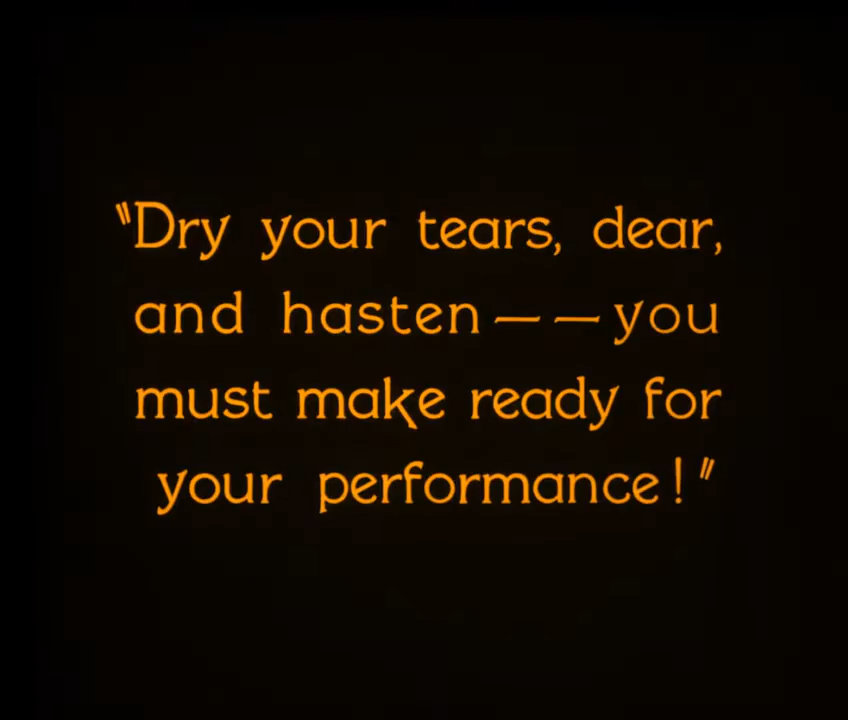 "Dry your tears, dear,
and hasten — — you
must make ready for
your performance!"